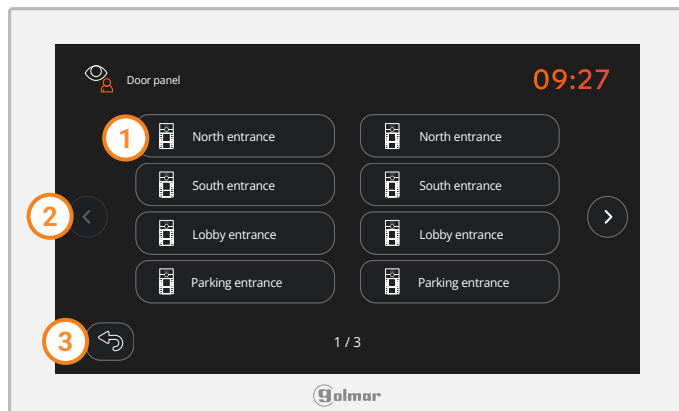 Door panel
09:27
1
North entrance
North entrance
South entrance
South entrance
2
Lobby entrance
Lobby entrance
Parking entrance
Parking entrance
3
1 / 3
golmar